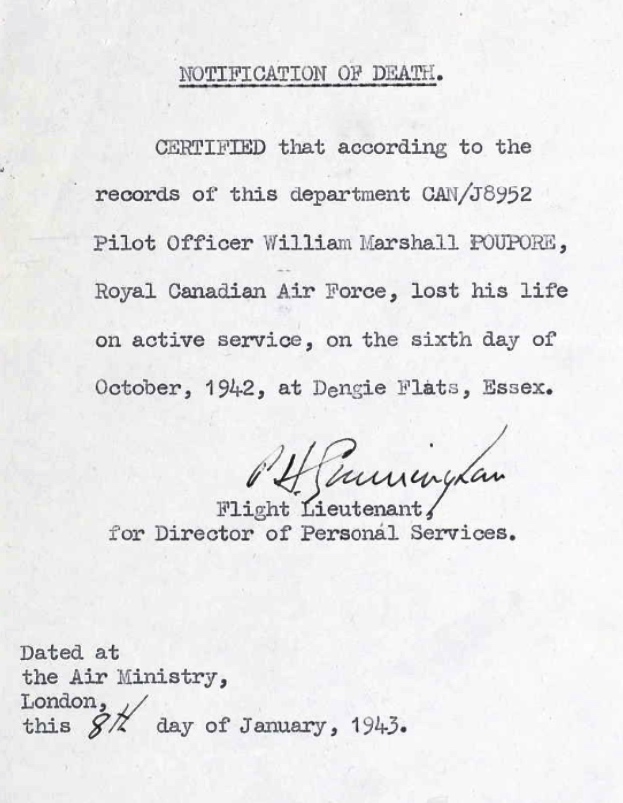 NOTIFICATION OF DEATH.
CERTIFIED that according to the
records of this department CAN/J8952
Pilot Officer William Marshall POUPORE,
Royal Canadian Air Force, lost his life
on active service, on the sixth day of
October, 1942, at Dengie Flats, Essex.
Flight Lieutenant,
for Director of Personal Services.
Dated at
the Air Ministry,
London,
this 8th day of January, 1943.